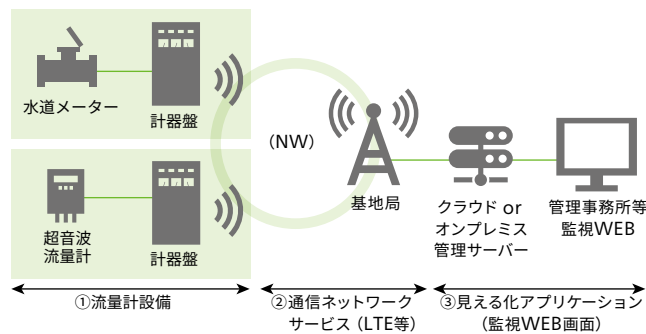 水道メーター
計器盤
超音波
流量計
計器盤
(NW)
基地局
クラウド or
オンプレミス
管理サーバー
管理事務所等
監視WEB
①流量計設備
②通信ネットワーク
サービス（LTE等）
③見える化アプリケーション
（監視WEB画面）